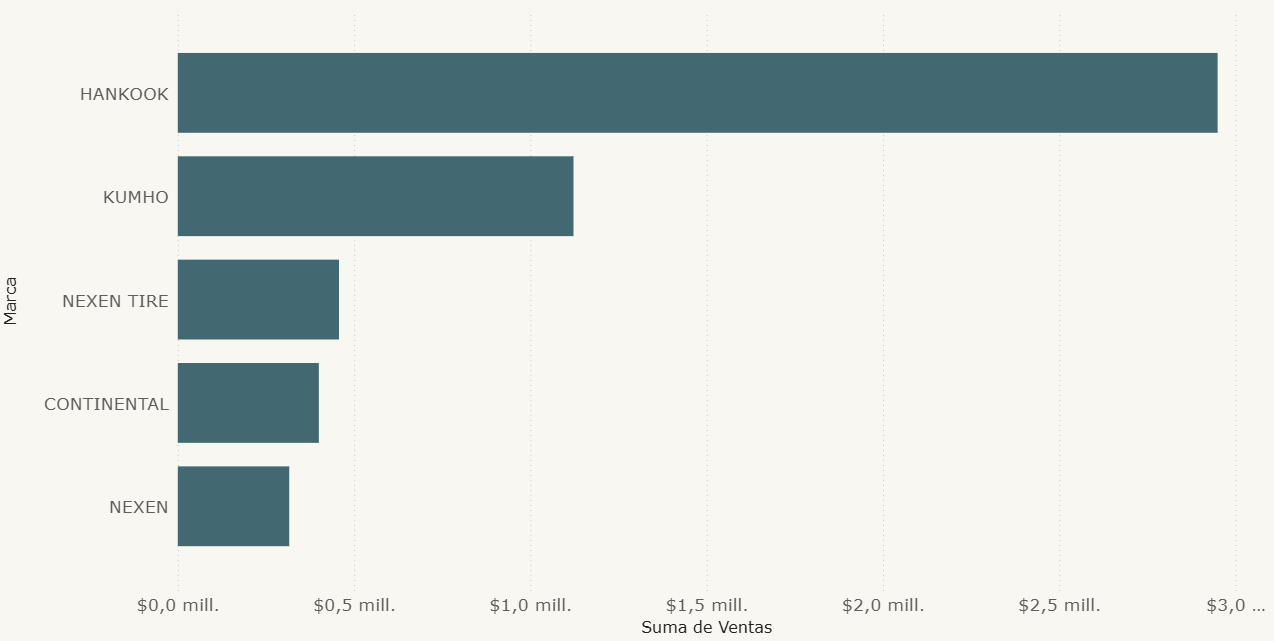 HANKOOK
KUMHO
NEXEN TIRE
CONTINENTAL
NEXEN
Marca
$0,0 mill.
$0,5 mill.
$1,0 mill.
$1,5 mill.
$2,0 mill.
$2,5 mill.
$3,0 ...
Suma de Ventas